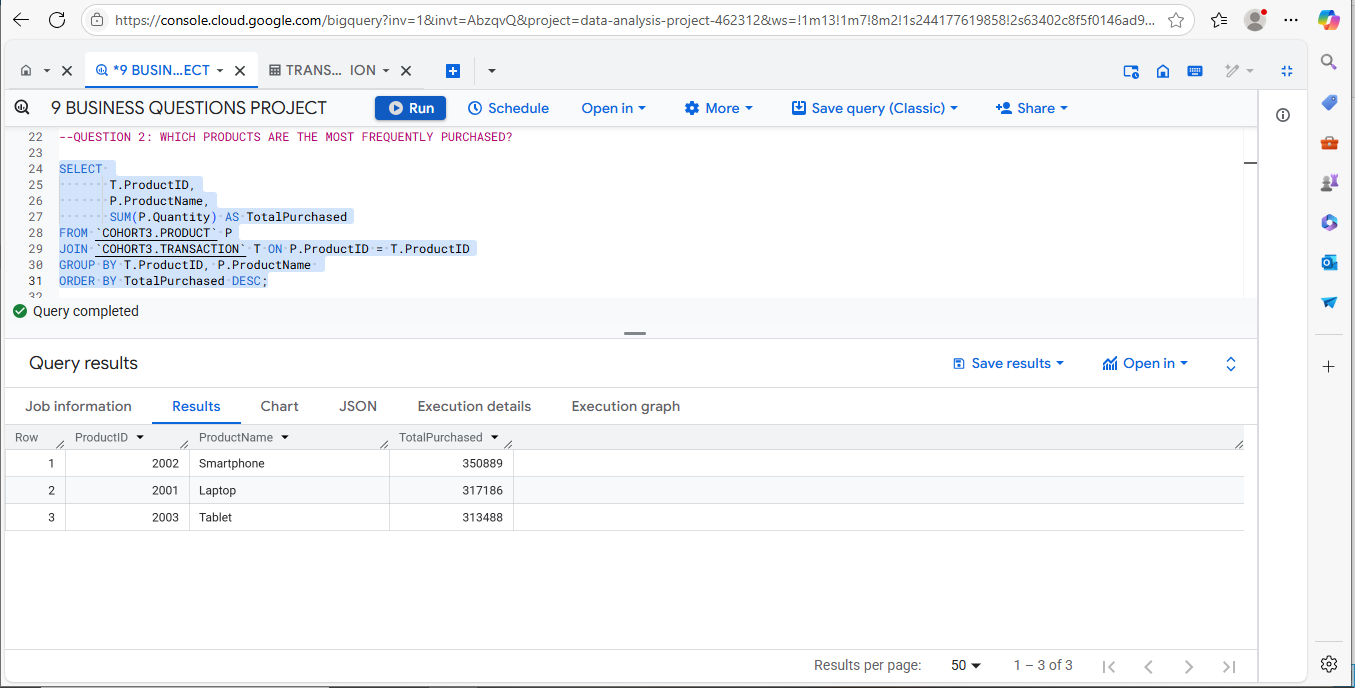 https://console.cloud.google.com/bigquery?inv=1&invt=AbzqvQ&project=data-analysis-project-462312&ws=!1m13!1m7!8m2!1s244177619858!2s63402c8f5f0146ad9...
*9 BUSIN...ECT
TRANS... ION
9 BUSINESS QUESTIONS PROJECT
Run
Schedule
Open in
More
Save query (Classic)
Share
22 --QUESTION 2: WHICH PRODUCTS ARE THE MOST FREQUENTLY PURCHASED?
23
24 SELECT
25 T.ProductID,
26 P.ProductName,
27 SUM(P.Quantity) AS TotalPurchased
28 FROM `COHORT3.PRODUCT` P
29 JOIN `COHORT3.TRANSACTION` T ON P.ProductID = T.ProductID
30 GROUP BY T.ProductID, P.ProductName
31 ORDER BY TotalPurchased DESC;
32
Query completed
Query results
Save results
Open in
Job information Results Chart JSON Execution details Execution graph
Row ProductID ProductName TotalPurchased
1 2002 Smartphone 350889
2 2001 Laptop 317186
3 2003 Tablet 313488
Results per page: 50 1 – 3 of 3